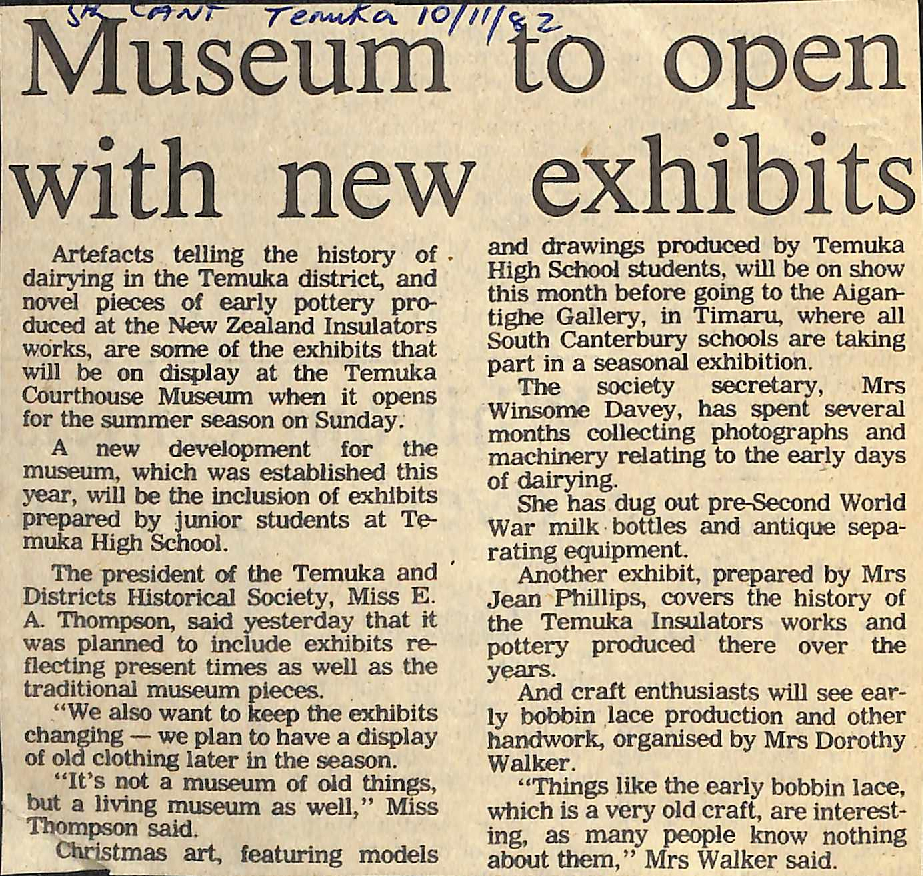 Sth CANT Temuka 10/11/82
Museum to open
with new exhibits
Artefacts telling the history of
dairying in the Temuka district, and
novel pieces of early pottery pro-
duced at the New Zealand Insulators
works, are some of the exhibits that
will be on display at the Temuka
Courthouse Museum when it opens
for the summer season on Sunday.
A new development for the
museum, which was established this
year, will be the inclusion of exhibits
prepared by junior students at Te-
muka High School.
The president of the Temuka and
Districts Historical Society, Miss E.
A. Thompson, said yesterday that it
was planned to include exhibits re-
flecting present times as well as the
traditional museum pieces.
“We also want to keep the exhibits
changing — we plan to have a display
of old clothing later in the season.
“It’s not a museum of old things,
but a living museum as well,” Miss
Thompson said.
Christmas art, featuring models
and drawings produced by Temuka
High School students, will be on show
this month before going to the Aigan-
tighe Gallery, in Timaru, where all
South Canterbury schools are taking
part in a seasonal exhibition.
The society secretary, Mrs
Winsome Davey, has spent several
months collecting photographs and
machinery relating to the early days
of dairying.
She has dug out pre-Second World
War milk bottles and antique sepa-
rating equipment.
Another exhibit, prepared by Mrs
Jean Phillips, covers the history of
the Temuka Insulators works and
pottery produced there over the
years.
And craft enthusiasts will see ear-
ly bobbin lace production and other
handwork, organised by Mrs Dorothy
Walker.
“Things like the early bobbin lace,
which is a very old craft, are interest-
ing, as many people know nothing
about them,” Mrs Walker said.